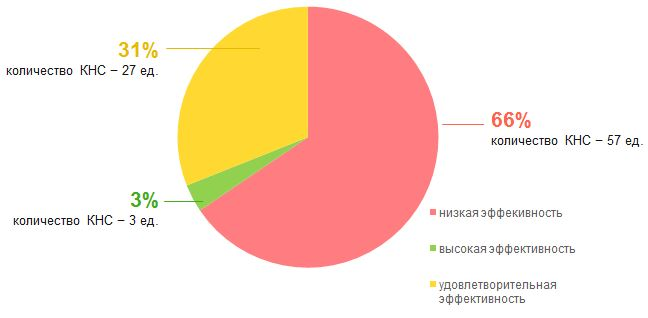 31%
количество КНС – 27 ед.
66%
количество КНС – 57 ед.
3%
количество КНС – 3 ед.
низкая эффекивность
высокая эффективность
удовлетворительная
эффективность